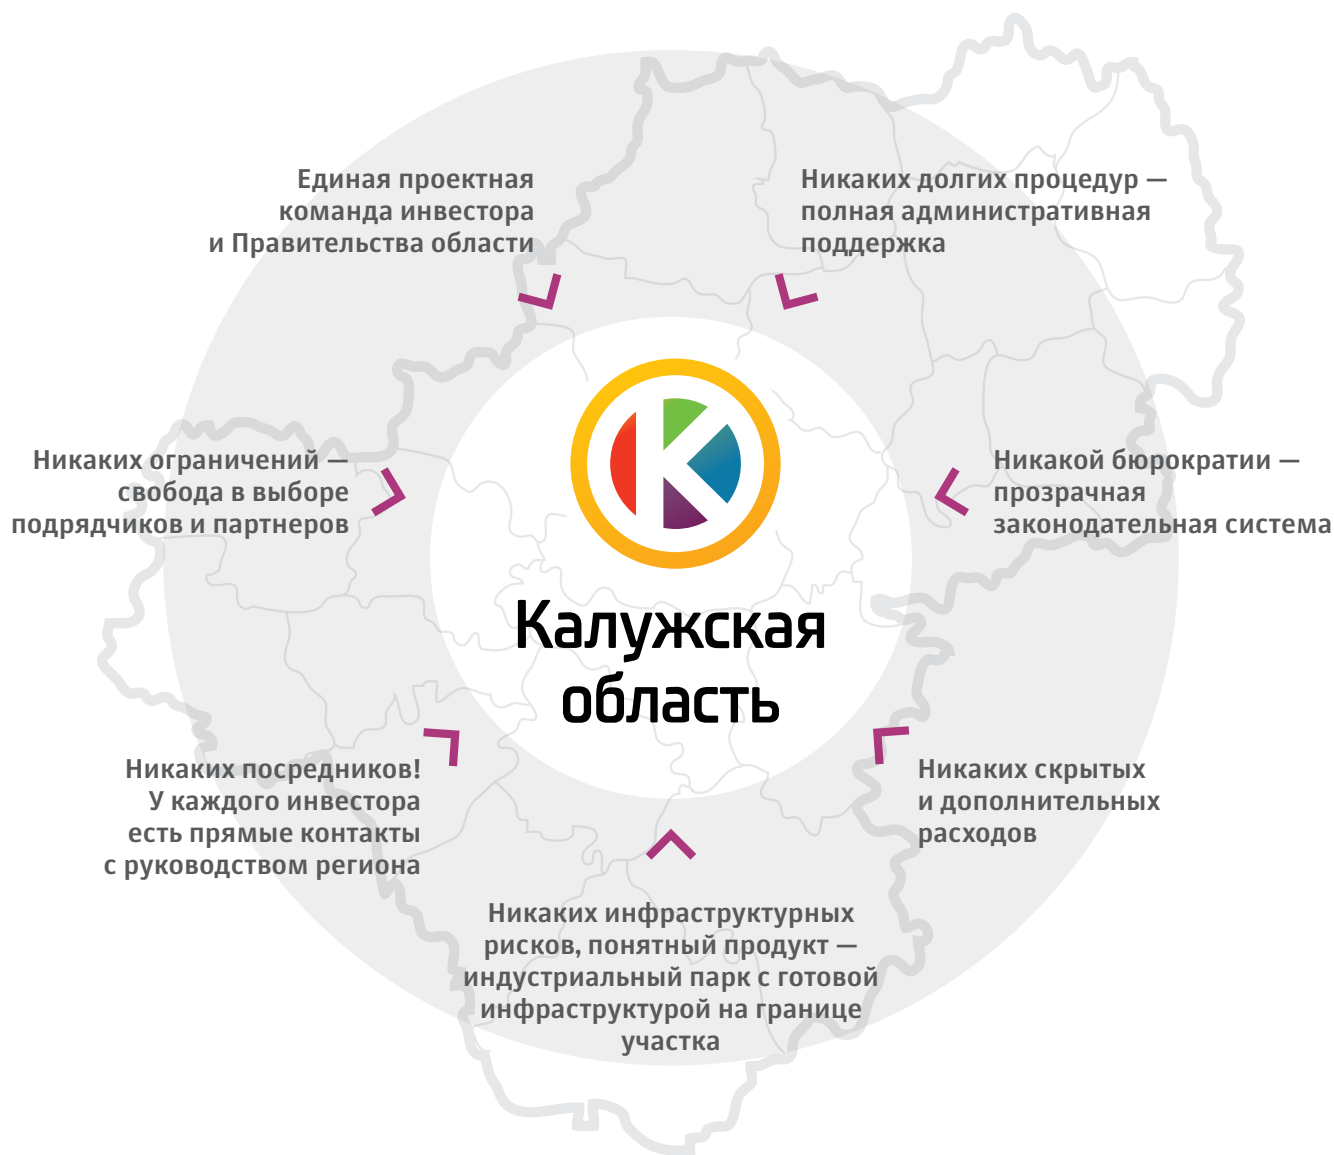 Единая проектная
команда инвестора
и Правительства области
Никаких долгих процедур —
полная административная
поддержка
Никаких ограничений —
свобода в выборе
подрядчиков и партнеров
Никакой бюрократии —
прозрачная
законодательная система
Калужская
область
Никаких посредников!
У каждого инвестора
есть прямые контакты
с руководством региона
Никаких скрытых
и дополнительных
расходов
Никаких инфраструктурных
рисков, понятный продукт —
индустриальный парк с готовой
инфраструктурой на границе
участка